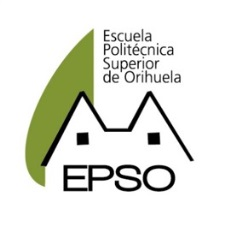 Escuela
Politécnica
Superior
de Orihuela
EPSO